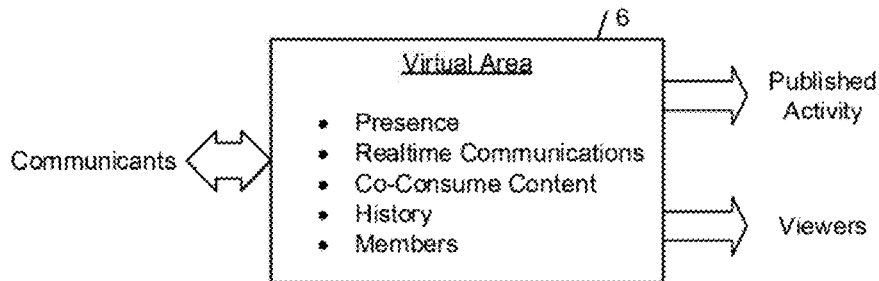 6
Virtual Area
Communicants
• Presence
• Realtime Communications
• Co-Consume Content
• History
• Members
Published
Activity
Viewers